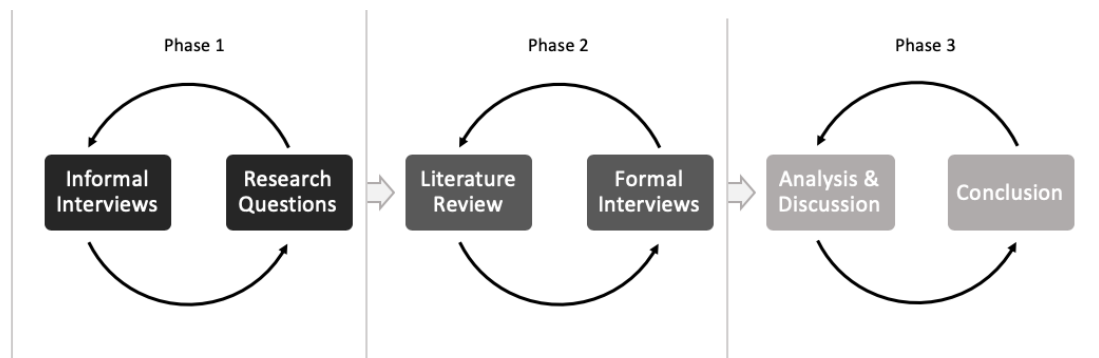 Phase 1
Informal
Interviews
Research
Questions
Phase 2
Literature
Review
Formal
Interviews
Phase 3
Analysis &
Discussion
Conclusion